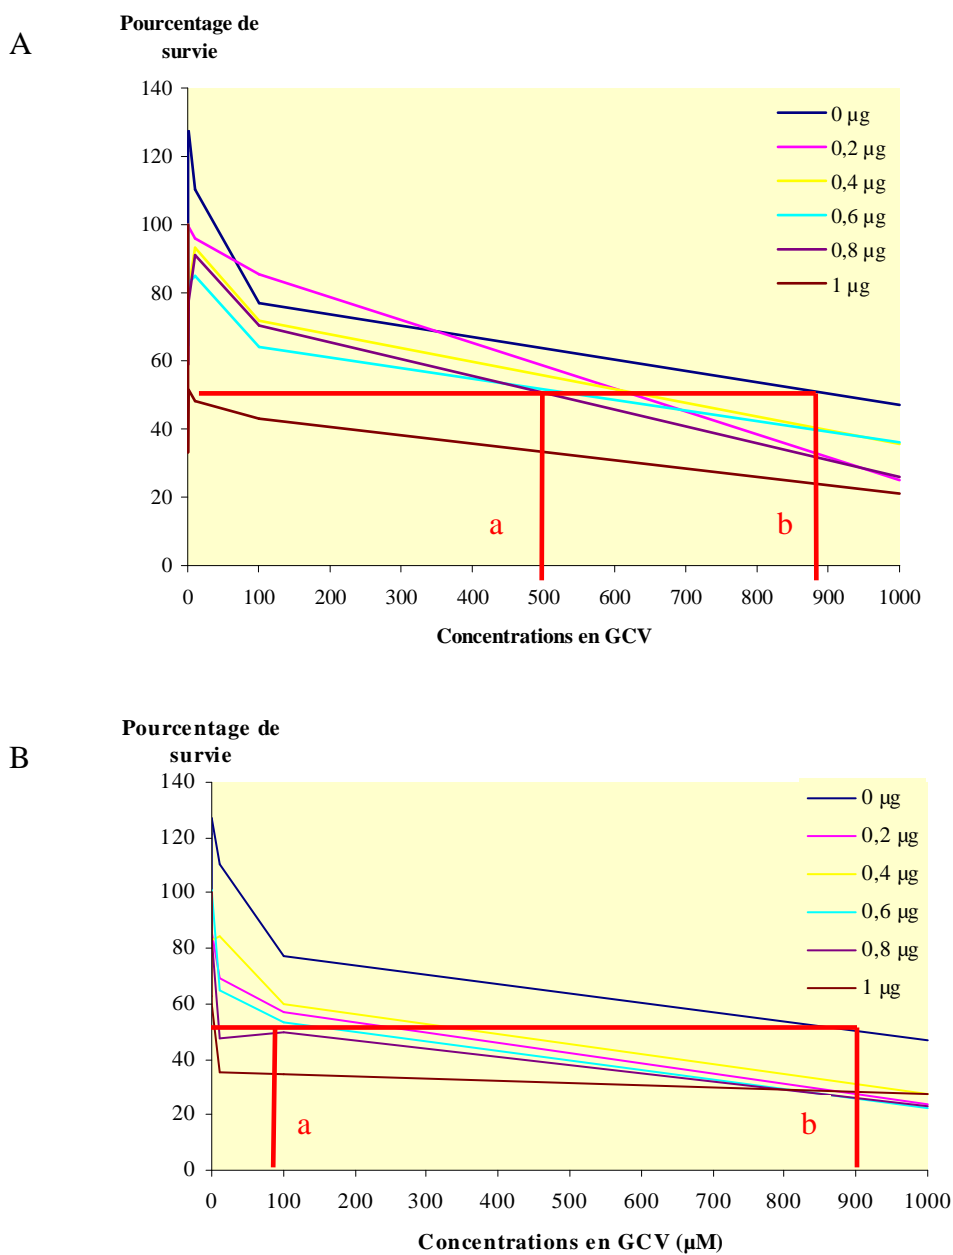 A
Pourcentage de
survie
140
120
100
80
60
40
20
0
0 µg
0,2 µg
0,4 µg
0,6 µg
0,8 µg
1 µg
a
b
0 100 200 300 400 500 600 700 800 900 1000
Concentrations en GCV
B
Pourcentage de
survie
140
120
100
80
60
40
20
0
0 µg
0,2 µg
0,4 µg
0,6 µg
0,8 µg
1 µg
a
b
0 100 200 300 400 500 600 700 800 900 1000
Concentrations en GCV (µM)